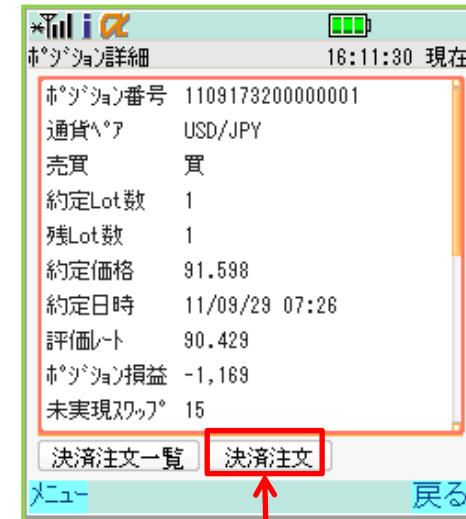 i α
ﾎﾟｼﾞｼｮﾝ詳細 16:11:30 現在
ﾎﾟｼﾞｼｮﾝ番号 1109173200000001
通貨ﾍﾟｱ USD/JPY
売買 買
約定Lot数 1
残Lot数 1
約定価格 91.598
約定日時 11/09/29 07:26
評価ﾚｰﾄ 90.429
ﾎﾟｼﾞｼｮﾝ損益 -1,169
未実現ｽﾜｯﾌﾟ 15
決済注文一覧 決済注文
ﾒﾆｭｰ 戻る